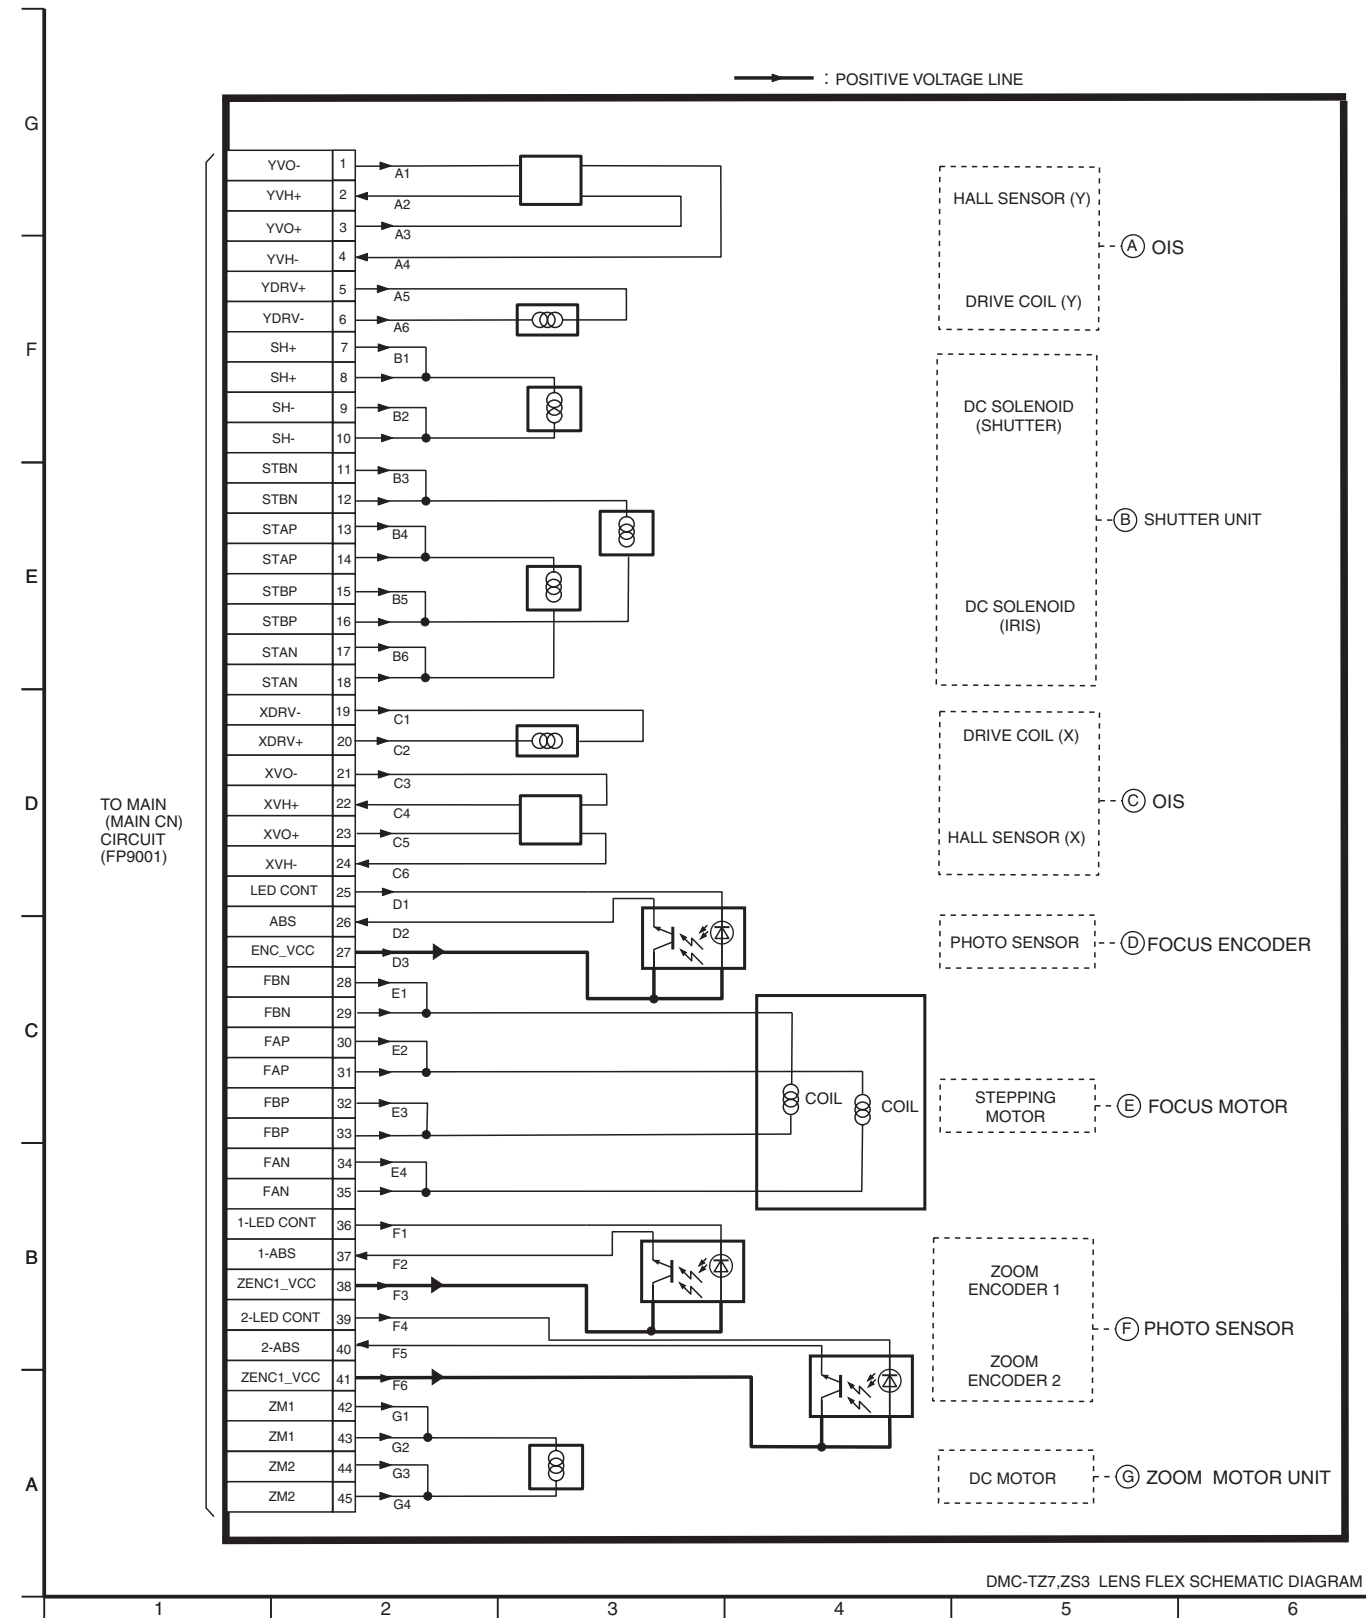 : POSITIVE VOLTAGE LINE
G
F
E
D
C
B
A
TO MAIN
(MAIN CN)
CIRCUIT
(FP9001)
YVO- 1 A1
YVH+ 2 A2
YVO+ 3 A3
YVH- 4 A4
YDRV+ 5 A5
YDRV- 6 A6
SH+ 7 B1
SH+ 8
SH- 9 B2
SH- 10
STBN 11 B3
STBN 12
STAP 13 B4
STAP 14
STBP 15 B5
STBP 16
STAN 17 B6
STAN 18
XDRV- 19 C1
XDRV+ 20 C2
XVO- 21 C3
XVH+ 22 C4
XVO+ 23 C5
XVH- 24 C6
LED CONT 25 D1
ABS 26 D2
ENC_VCC 27 D3
FBN 28 E1
FBN 29
FAP 30 E2
FAP 31
FBP 32 E3
FBP 33
FAN 34 E4
FAN 35
1-LED CONT 36 F1
1-ABS 37 F2
ZENC1_VCC 38 F3
2-LED CONT 39 F4
2-ABS 40 F5
ZENC1_VCC 41 F6
ZM1 42 G1
ZM1 43 G2
ZM2 44 G3
ZM2 45 G4
COIL
COIL
HALL SENSOR (Y)
DRIVE COIL (Y)
A OIS
DC SOLENOID
(SHUTTER)
DC SOLENOID
(IRIS)
B SHUTTER UNIT
DRIVE COIL (X)
HALL SENSOR (X)
C OIS
PHOTO SENSOR
D FOCUS ENCODER
STEPPING
MOTOR
E FOCUS MOTOR
ZOOM
ENCODER 1
ZOOM
ENCODER 2
F PHOTO SENSOR
DC MOTOR
G ZOOM MOTOR UNIT
DMC-TZ7,ZS3 LENS FLEX SCHEMATIC DIAGRAM
1 2 3 4 5 6